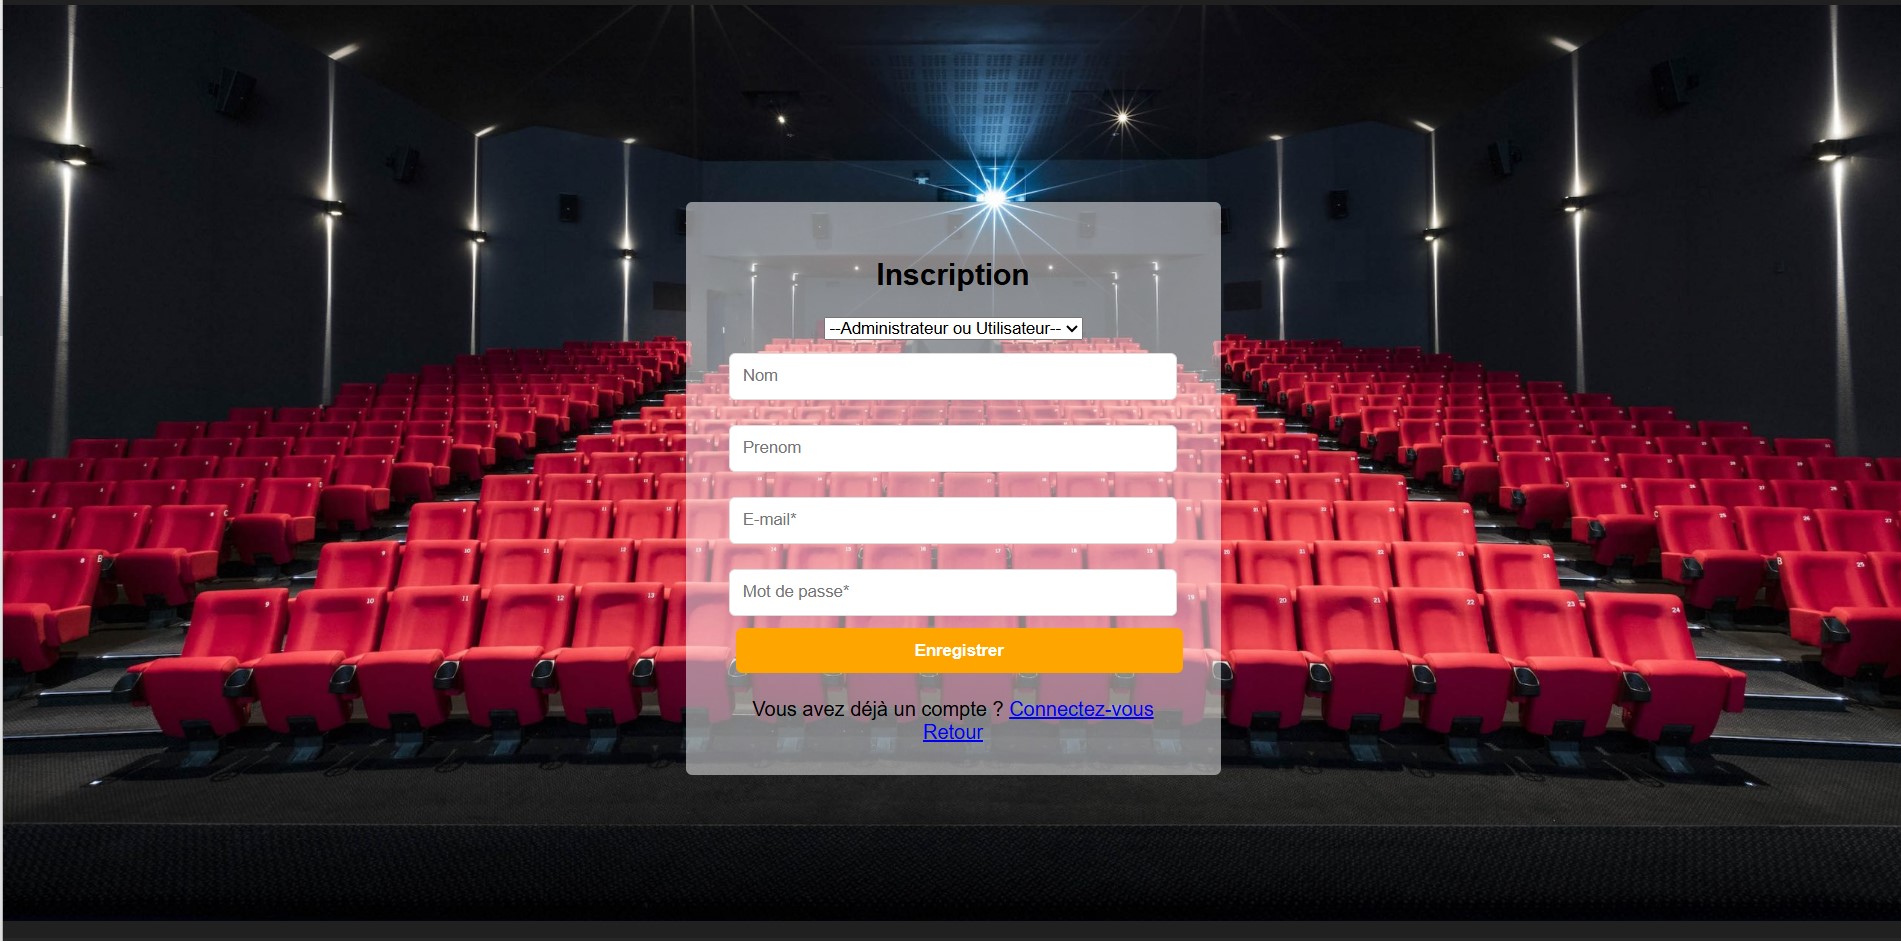 Inscription
--Administrateur ou Utilisateur--
Nom
Prenom
E-mail*
Mot de passe*
Enregistrer
Vous avez déjà un compte ? Connectez-vous
Retour